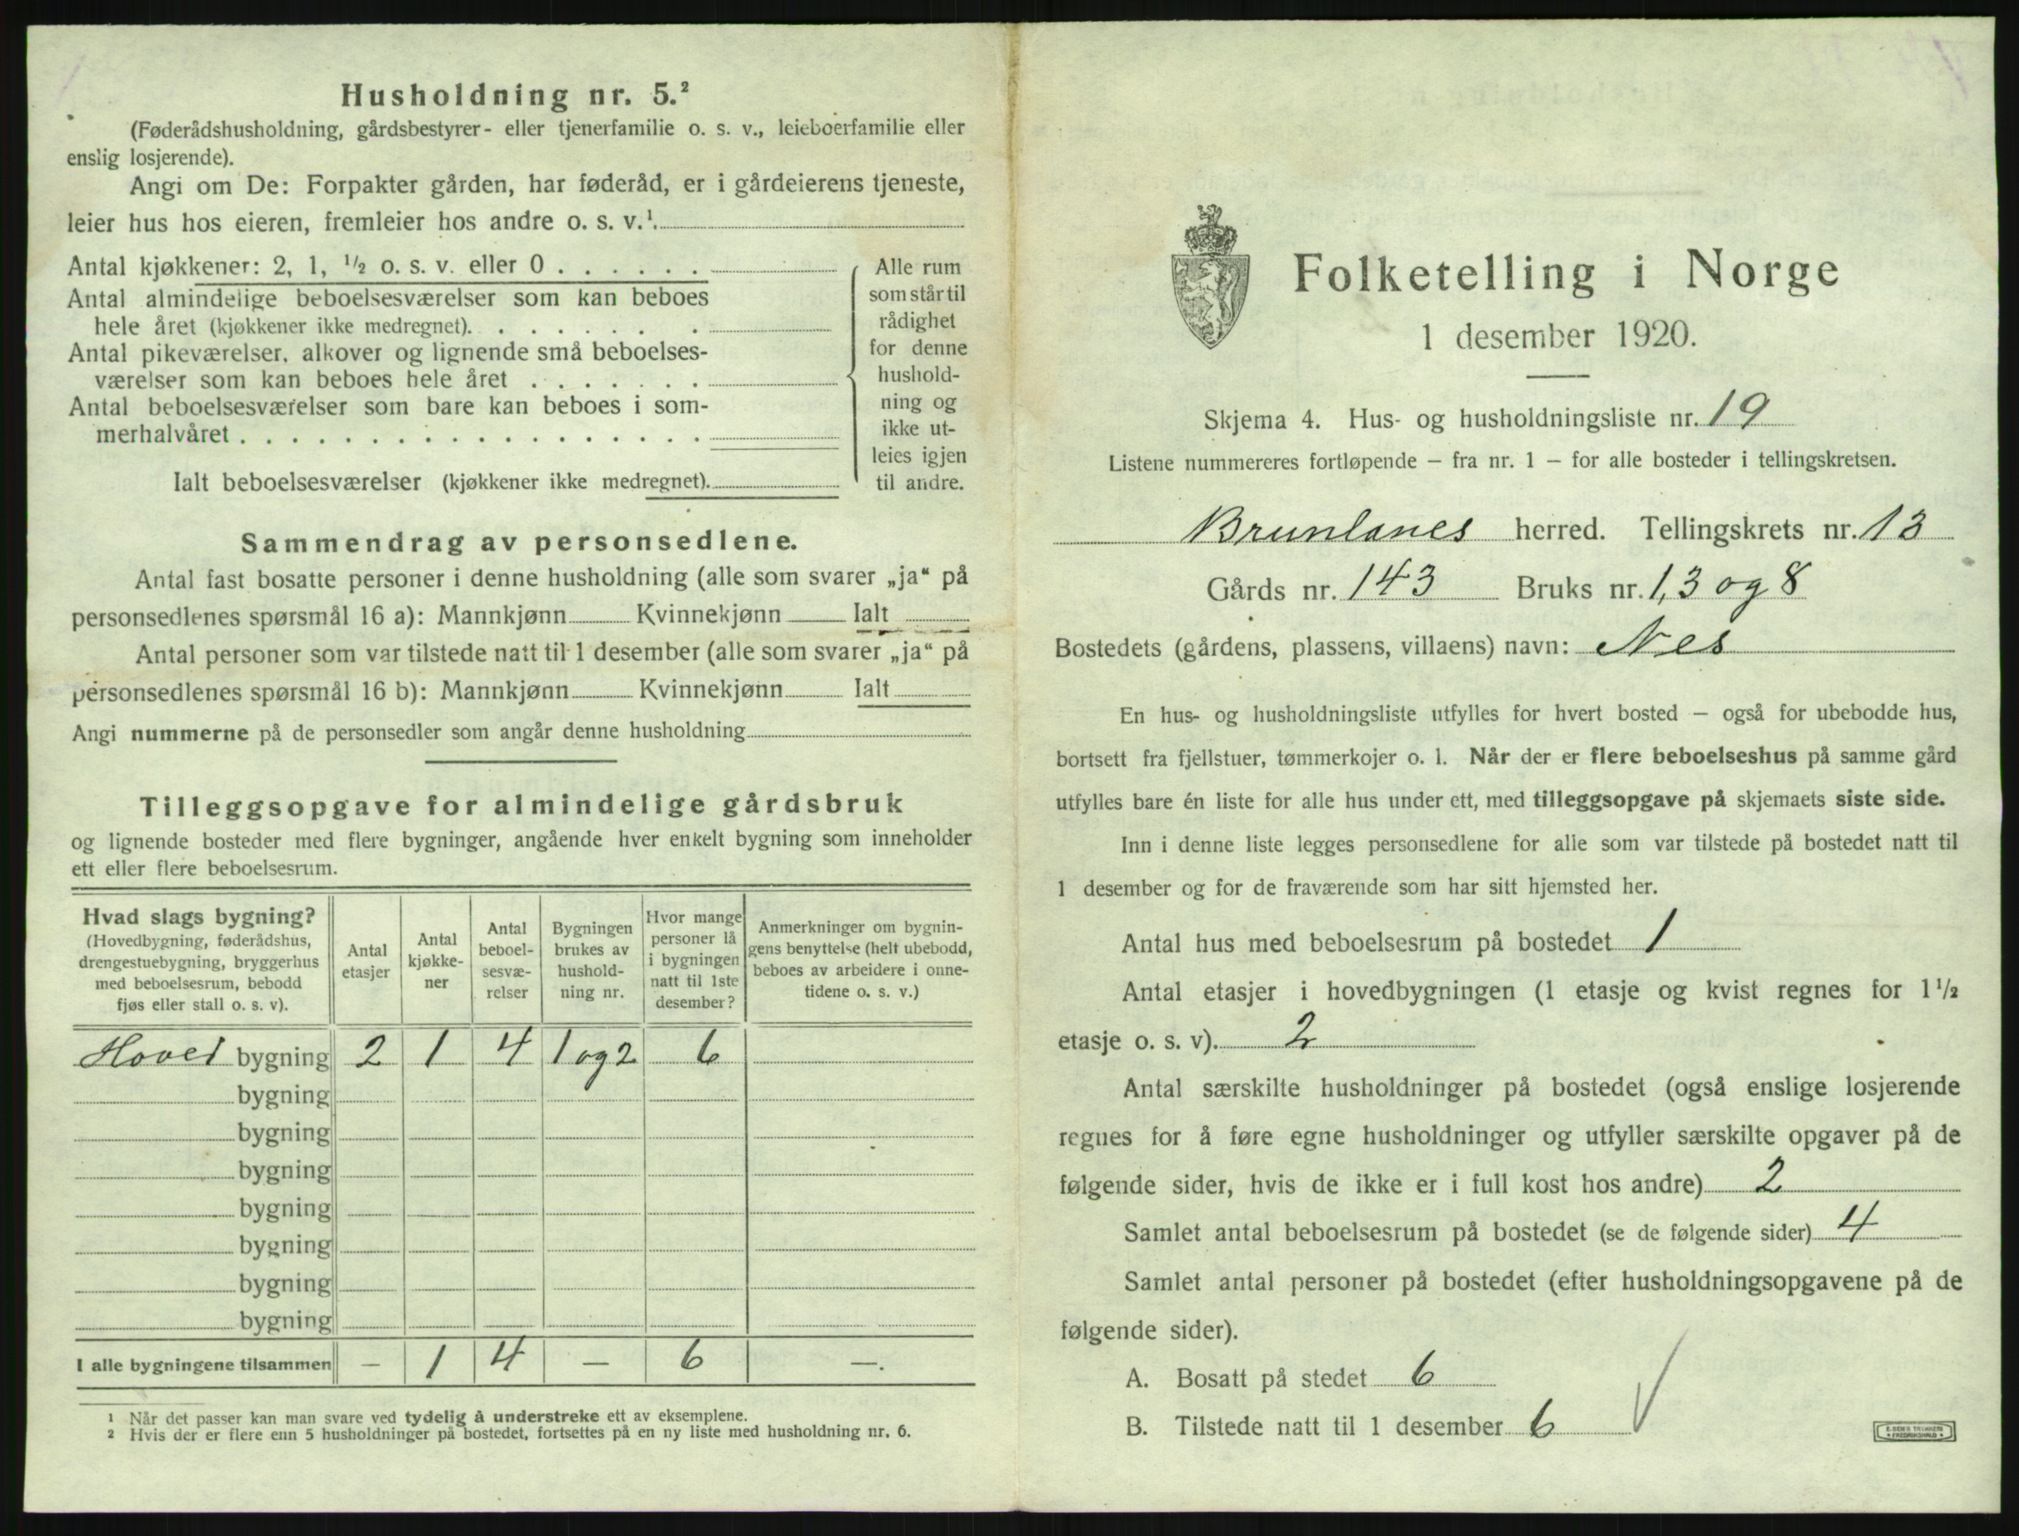 Husholdning nr. 5.²
(Føderådshusholdning, gårdsbestyrer- eller tjenerfamilie o. s. v., leieboerfamilie eller
enslig losjerende).
Angi om De: Forpakter gården, har føderåd, er i gårdeierens tjeneste,
leier hus hos eieren, fremleier hos andre o. s. v.¹
Antal kjøkkener: 2, 1, ½ o. s. v. eller 0 . . . . . .
Antal almindelige beboelsesværelser som kan beboes
hele året (kjøkkener ikke medregnet). . . . . . . .
Antal pikeværelser, alkover og lignende små beboelses-
værelser som kan beboes hele året . . . . . . .
Antal beboelsesværelser som bare kan beboes i som-
merhalvåret . . . . . . . . . . . . . . . . . .
Ialt beboelsesværelser (kjøkkener ikke medregnet).
Alle rum
som står til
rådighet
for denne
hushold-
ning og
ikke ut-
leies igjen
til andre.
Sammendrag av personsedlene.
Antal fast bosatte personer i denne husholdning (alle som svarer „ja“ på
personsedlenes spørsmål 16 a): Mannkjønn Kvinnekjønn Ialt
Antal personer som var tilstede natt til 1 desember (alle som svarer „ja“ på
personsedlenes spørsmål 16 b): Mannkjønn Kvinnekjønn Ialt
Angi nummerne på de personsedler som angår denne husholdning
Tilleggsopgave for almindelige gårdsbruk
og lignende bosteder med flere bygninger, angående hver enkelt bygning som inneholder
ett eller flere beboelsesrum.
Hvad slags bygning?
(Hovedbygning, føderådshus,
drengestuebygning, bryggerhus
med beboelsesrum, bebodd
fjøs eller stall o. s. v).
Antal
etasjer
Antal
kjøkke-
ner
Antal
beboel-
sesvæ-
relser
Bygningen
brukes av
hushold-
ning nr.
Hvor mange
personer lå
i bygningen
natt til 1ste
desember?
Anmerkninger om bygnin-
gens benyttelse (helt ubebodd,
beboes av arbeidere i onne-
tidene o. s. v.)
Hoved bygning 2 1 4 1 og 2 6
bygning
bygning
bygning
bygning
bygning
bygning
bygning
I alle bygningene tilsammen — 1 4 — 6 —.
1 Når det passer kan man svare ved tydelig å understreke ett av eksemplene.
2 Hvis der er flere enn 5 husholdninger på bostedet, fortsettes på en ny liste med husholdning nr. 6.
Folketelling i Norge
1 desember 1920.
Skjema 4. Hus- og husholdningsliste nr. 19
Listene nummereres fortløpende — fra nr. 1 — for alle bosteder i tellingskretsen.
Brunlanes herred. Tellingskrets nr. 13
Gårds nr. 143 Bruks nr. 1, 3 og 8
Bostedets (gårdens, plassens, villaens) navn: Nes
En hus- og husholdningsliste utfylles for hvert bosted — også for ubebodde hus,
bortsett fra fjellstuer, tømmerkojer o. l. Når der er flere beboelseshus på samme gård
utfylles bare én liste for alle hus under ett, med tilleggsopgave på skjemaets siste side.
Inn i denne liste legges personsedlene for alle som var tilstede på bostedet natt til
1 desember og for de fraværende som har sitt hjemsted her.
Antal hus med beboelsesrum på bostedet 1
Antal etasjer i hovedbygningen (1 etasje og kvist regnes for 1½
etasje o. s. v). 2
Antal særskilte husholdninger på bostedet (også enslige losjerende
regnes for å føre egne husholdninger og utfyller særskilte opgaver på de
følgende sider, hvis de ikke er i full kost hos andre) 2
Samlet antal beboelsesrum på bostedet (se de følgende sider) 4
Samlet antal personer på bostedet (efter husholdningsopgavene på de
følgende sider).
A. Bosatt på stedet 6
B. Tilstede natt til 1 desember 6